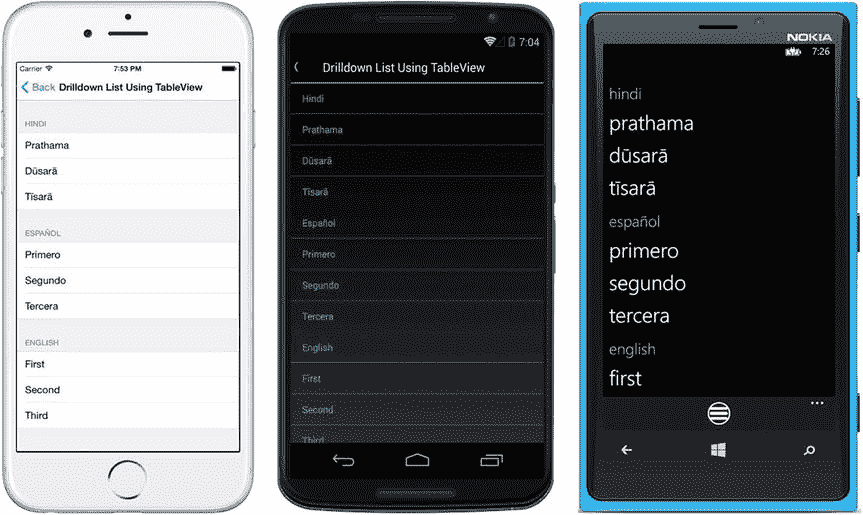 Carrier 7:53 PM
Back Drilldown List Using TableView
HINDI
Prathama
Dūsarā
Tīsarā
ESPAÑOL
Primero
Segundo
Tercera
ENGLISH
First
Second
Third
7:04
Drilldown List Using TableView
Hindi
Prathama
Dūsarā
Tīsarā
Español
Primero
Segundo
Tercera
English
First
Second
Third
NOKIA
7:26
hindi
prathama
dūsarā
tīsarā
español
primero
segundo
tercera
english
first